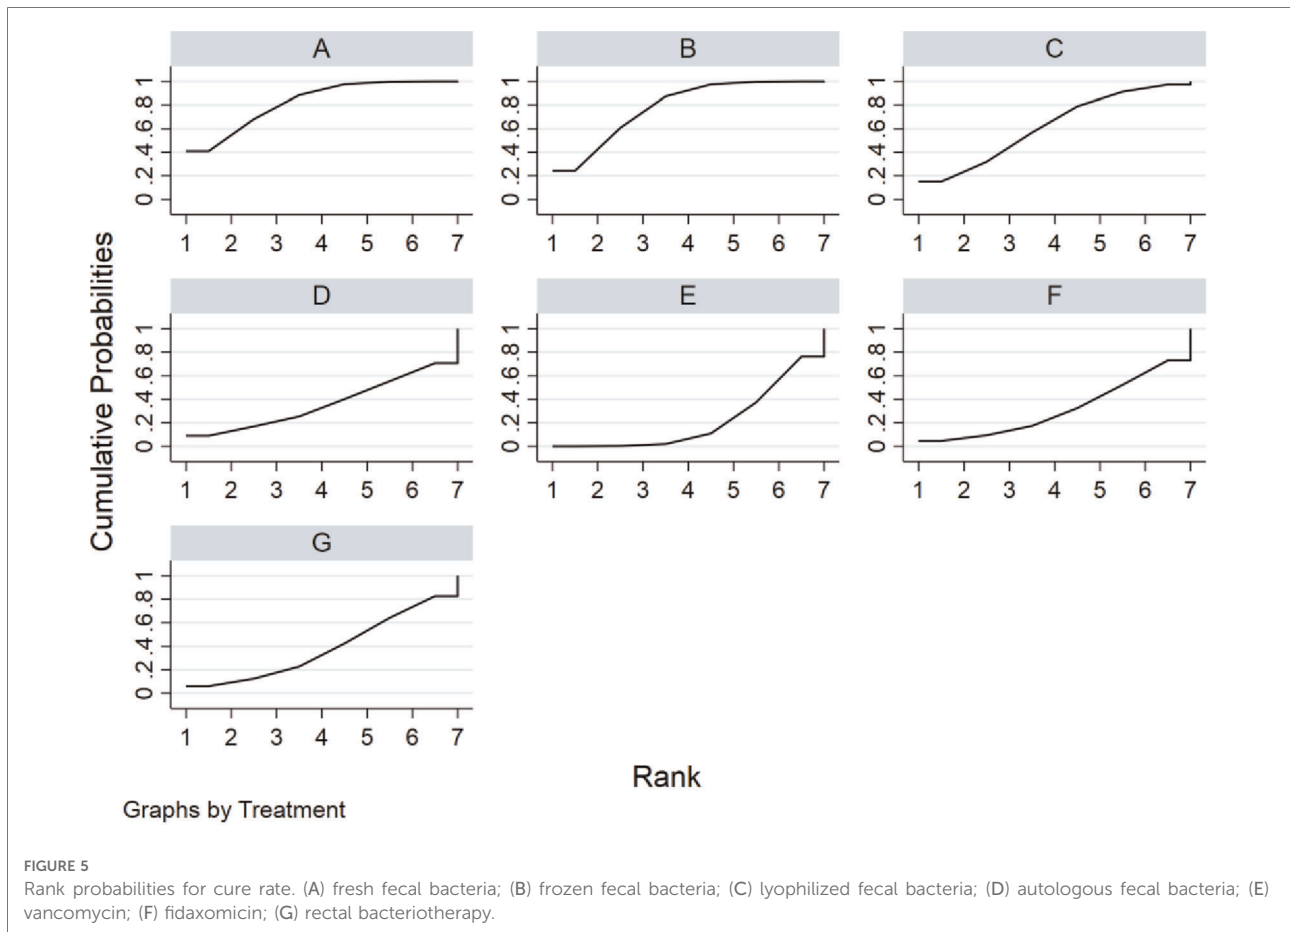 A
B
C
0 .2 .4 .6 .8 1
0 .2 .4 .6 .8 1
0 .2 .4 .6 .8 1
1 2 3 4 5 6 7
1 2 3 4 5 6 7
1 2 3 4 5 6 7
Cumulative Probabilities
D
E
F
0 .2 .4 .6 .8 1
0 .2 .4 .6 .8 1
0 .2 .4 .6 .8 1
1 2 3 4 5 6 7
1 2 3 4 5 6 7
1 2 3 4 5 6 7
G
0 .2 .4 .6 .8 1
1 2 3 4 5 6 7
Rank
Graphs by Treatment
FIGURE 5
Rank probabilities for cure rate. (A) fresh fecal bacteria; (B) frozen fecal bacteria; (C) lyophilized fecal bacteria; (D) autologous fecal bacteria; (E)
vancomycin; (F) fidaxomicin; (G) rectal bacteriotherapy.